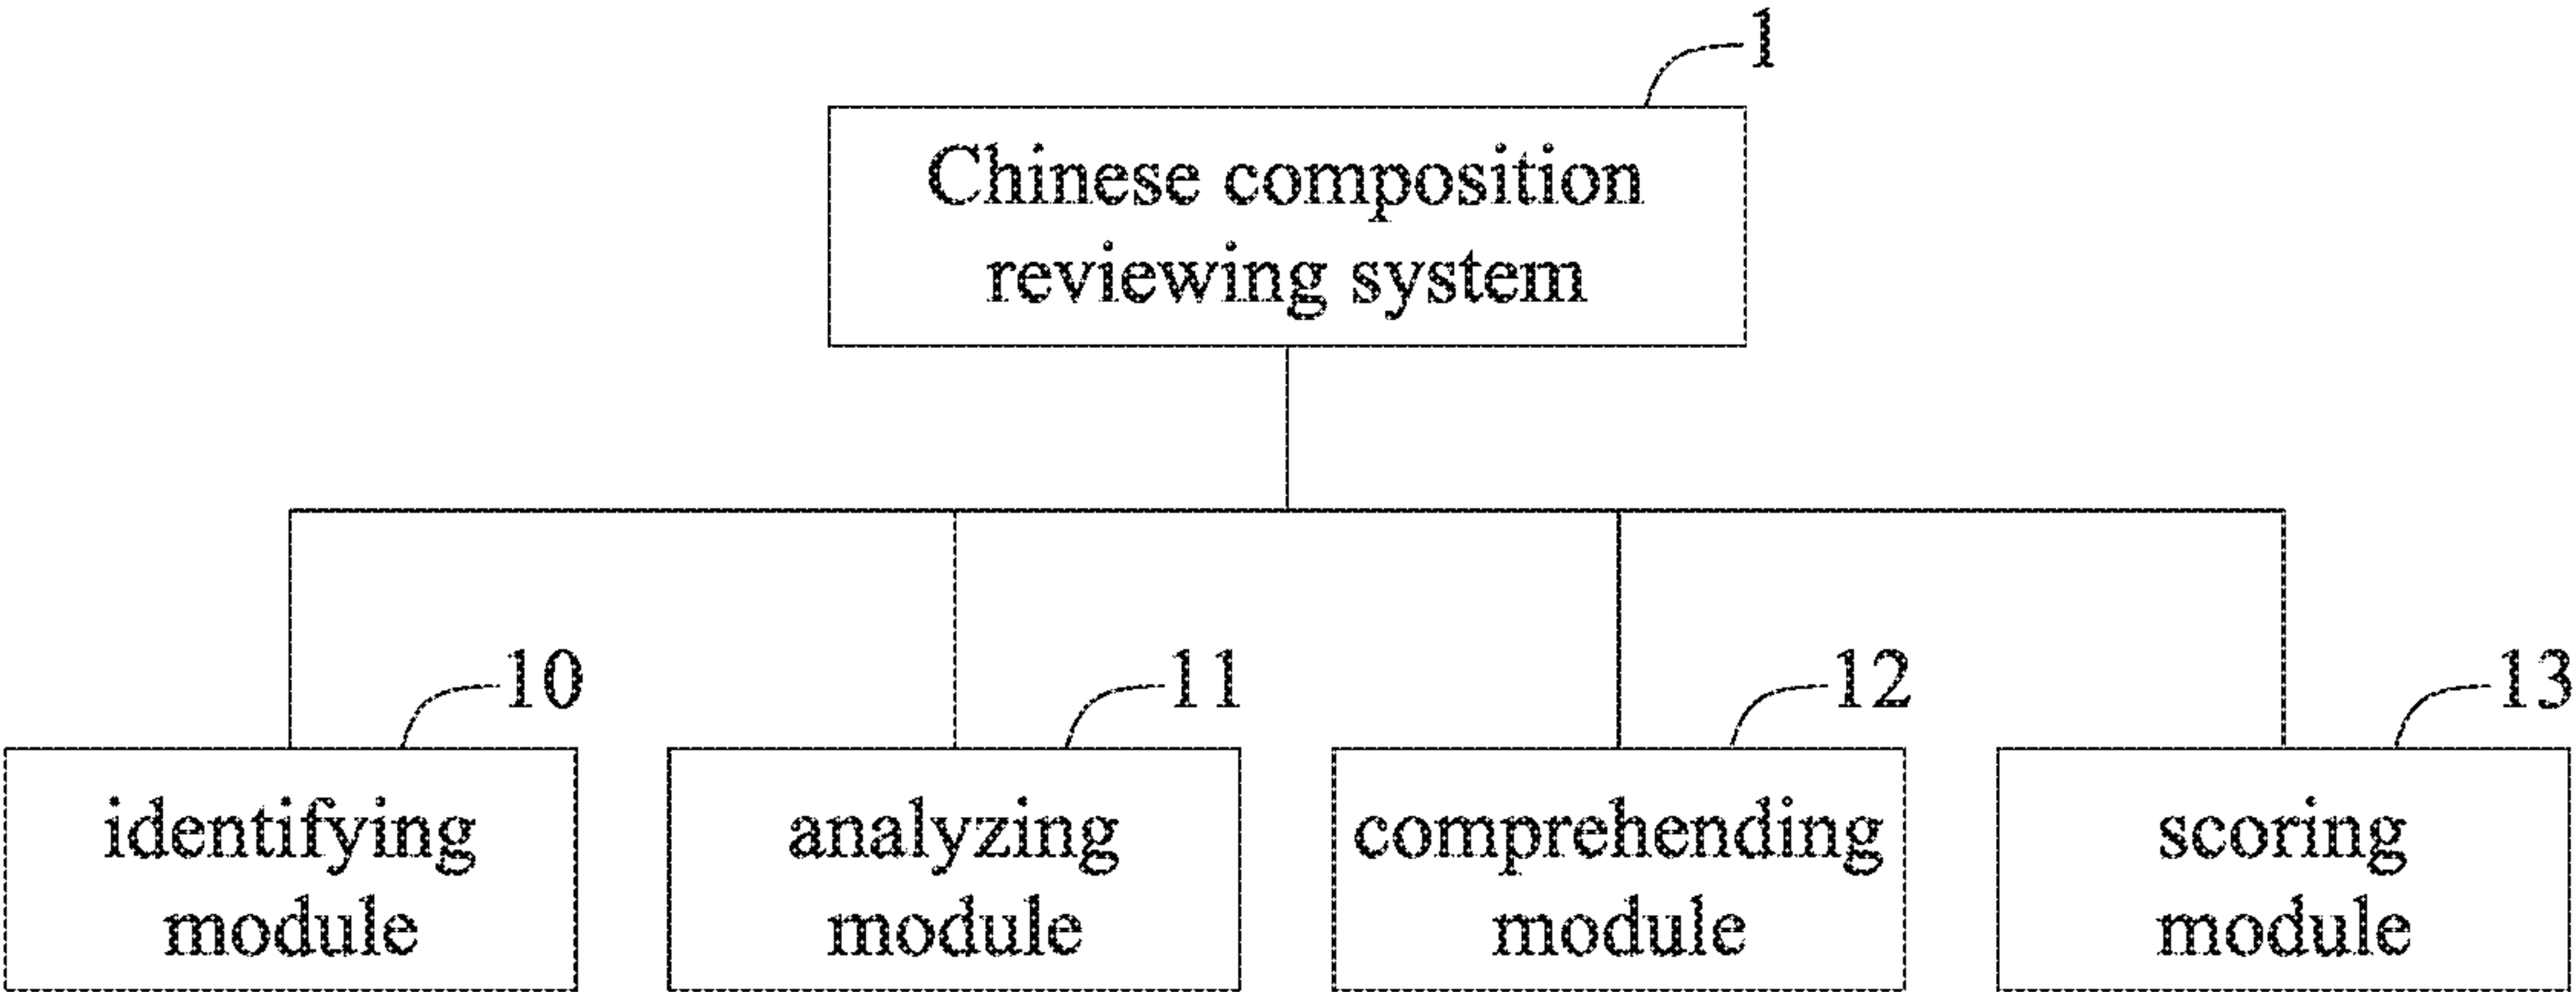 1
Chinese composition
reviewing system
10
11
12
13
identifying
module
analyzing
module
comprehending
module
scoring
module